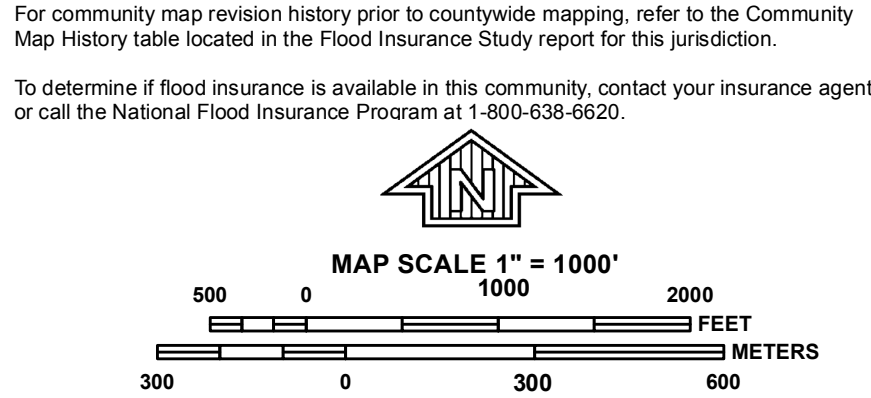 For community map revision history prior to countywide mapping, refer to the Community
Map History table located in the Flood Insurance Study report for this jurisdiction.
To determine if flood insurance is available in this community, contact your insurance agent
or call the National Flood Insurance Program at 1-800-638-6620.
N
MAP SCALE 1" = 1000'
500 0 1000 2000
FEET
METERS
300 0 300 600